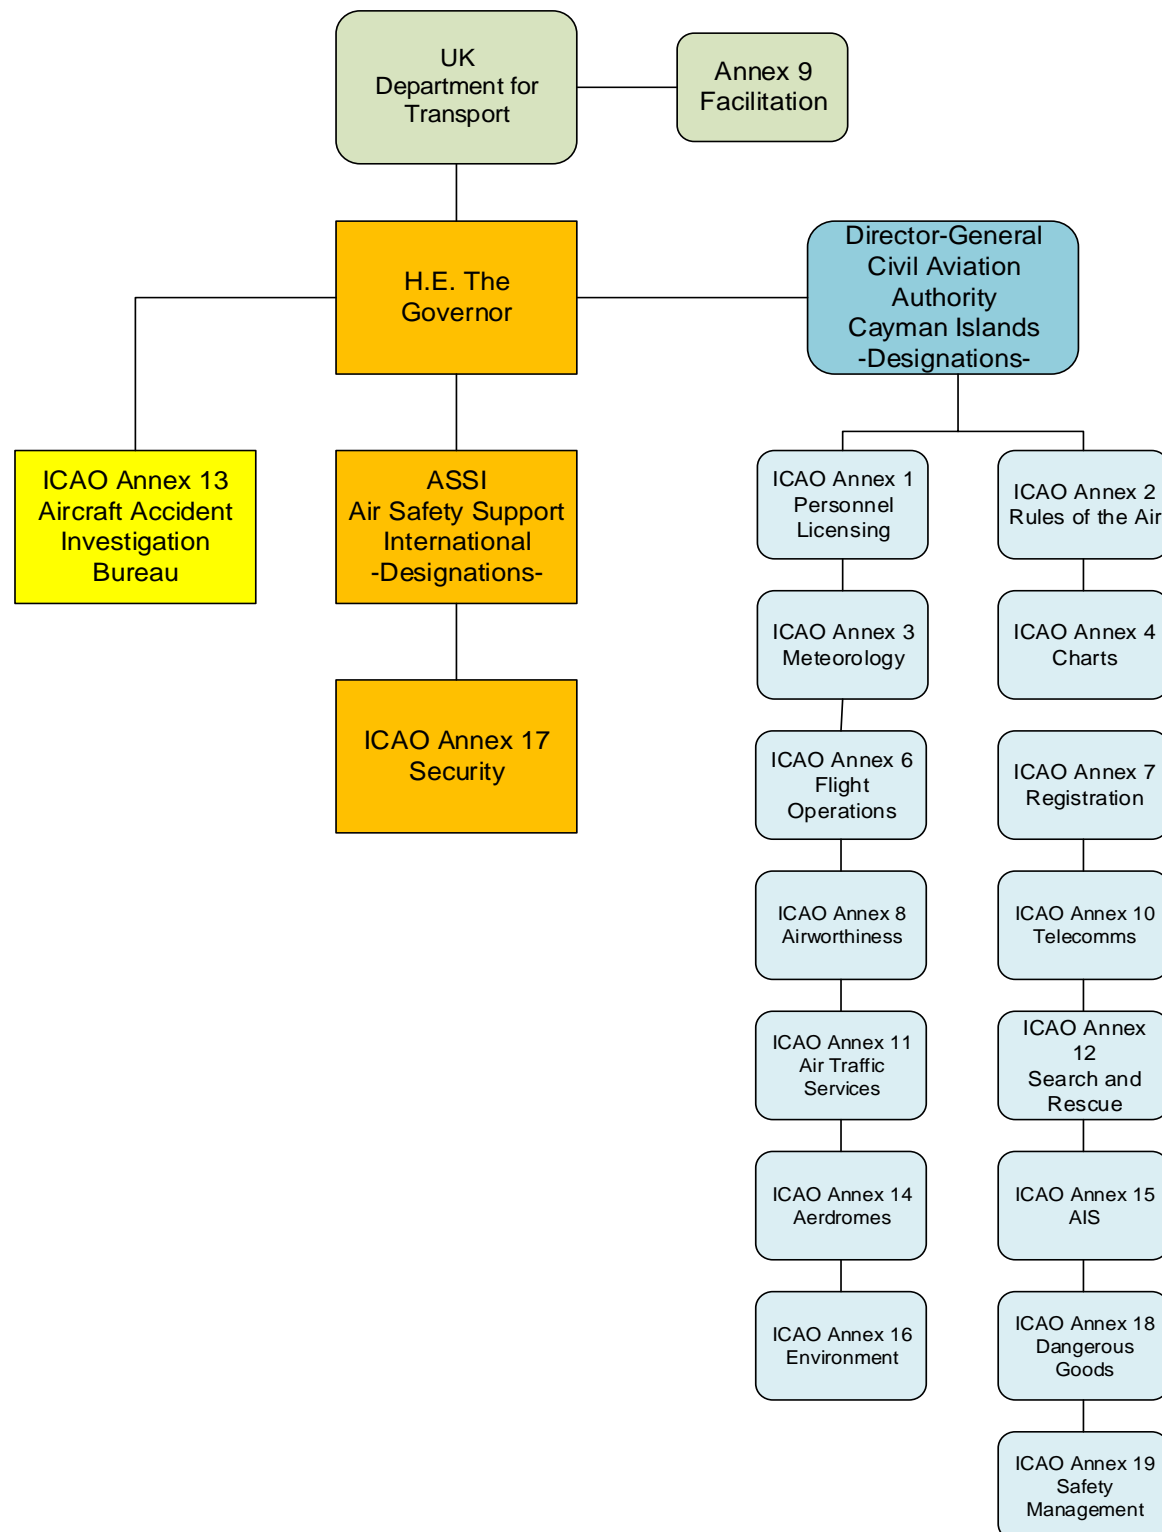 UK
Department for
Transport
Annex 9
Facilitation
H.E. The
Governor
Director-General
Civil Aviation
Authority
Cayman Islands
-Designations-
ICAO Annex 13
Aircraft Accident
Investigation
Bureau
ASSI
Air Safety Support
International
-Designations-
ICAO Annex 17
Security
ICAO Annex 1
Personnel
Licensing
ICAO Annex 2
Rules of the Air
ICAO Annex 3
Meteorology
ICAO Annex 4
Charts
ICAO Annex 6
Flight
Operations
ICAO Annex 7
Registration
ICAO Annex 8
Airworthiness
ICAO Annex 10
Telecomms
ICAO Annex 11
Air Traffic
Services
ICAO Annex
12
Search and
Rescue
ICAO Annex 14
Aerdromes
ICAO Annex 15
AIS
ICAO Annex 16
Environment
ICAO Annex 18
Dangerous
Goods
ICAO Annex 19
Safety
Management